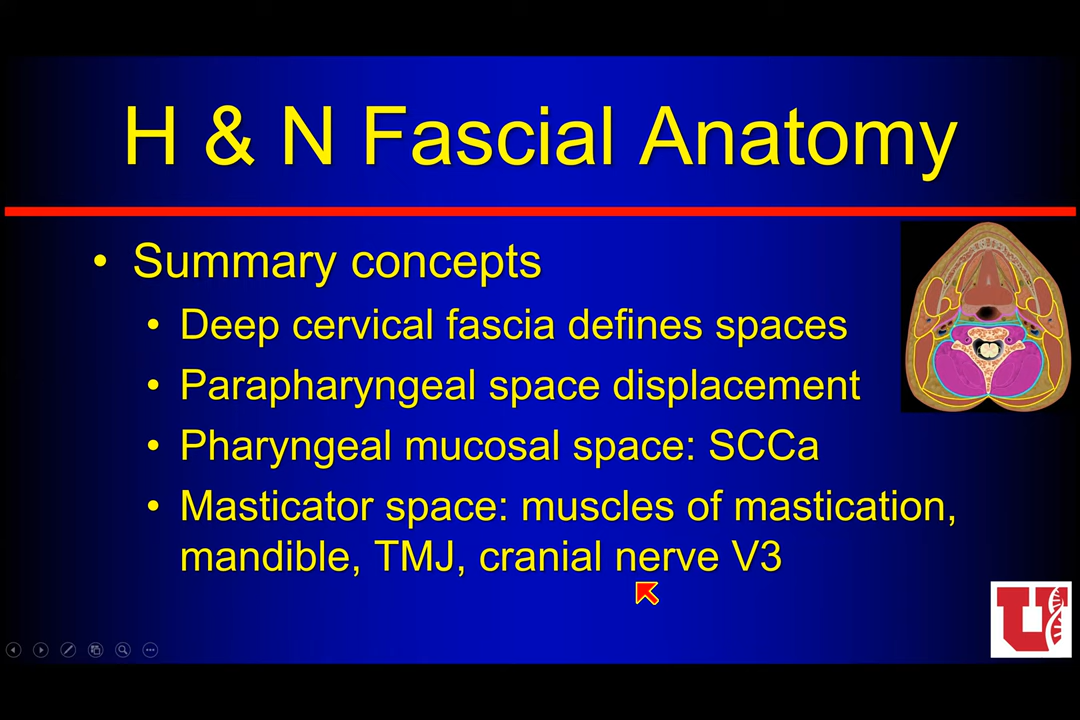 H & N Fascial Anatomy
• Summary concepts
• Deep cervical fascia defines spaces
• Parapharyngeal space displacement
• Pharyngeal mucosal space: SCCa
• Masticator space: muscles of mastication,
mandible, TMJ, cranial nerve V3
U